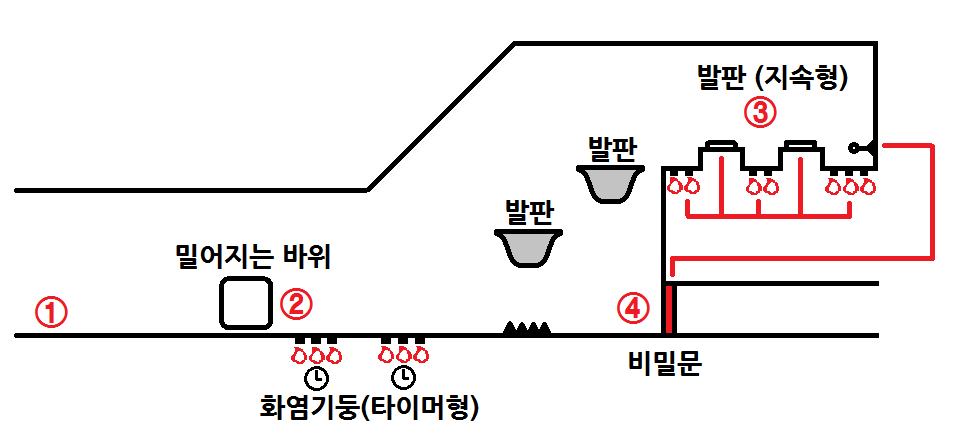 발판 (지속형)
③
발판
발판
밀어지는 바위
①
②
④
비밀문
화염기둥(타이머형)